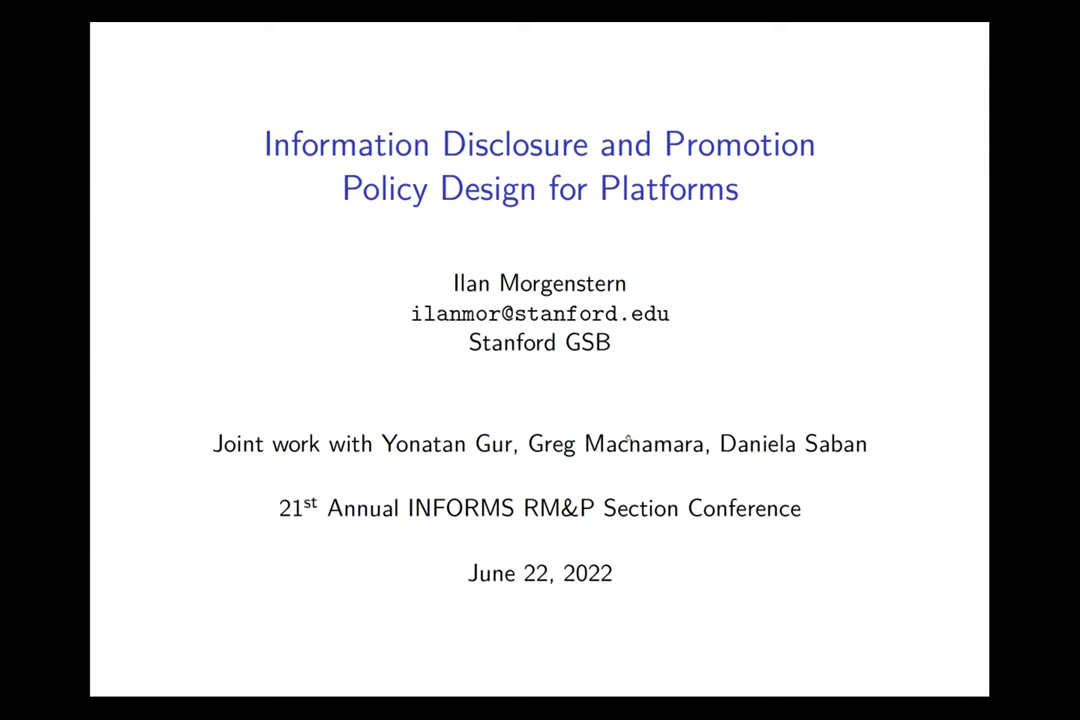 Information Disclosure and Promotion
Policy Design for Platforms
Ilan Morgenstern
ilanmor@stanford.edu
Stanford GSB
Joint work with Yonatan Gur, Greg Macnamara, Daniela Saban
21st Annual INFORMS RM&P Section Conference
June 22, 2022